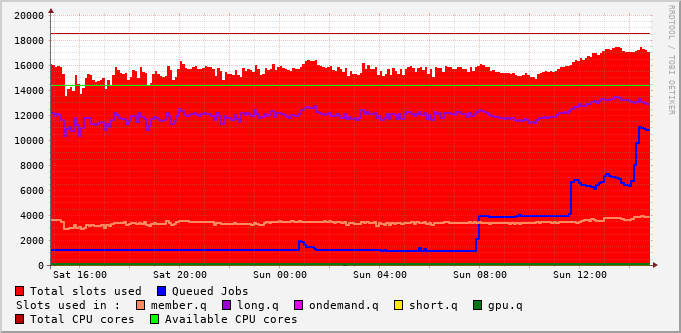 RRDTOOL / TOBI OETIKER
20000
18000
16000
14000
12000
10000
8000
6000
4000
2000
0
Sat 16:00 Sat 20:00 Sun 00:00 Sun 04:00 Sun 08:00 Sun 12:00
Total slots used Queued Jobs
Slots used in : member.q long.q ondemand.q short.q gpu.q
Total CPU cores Available CPU cores